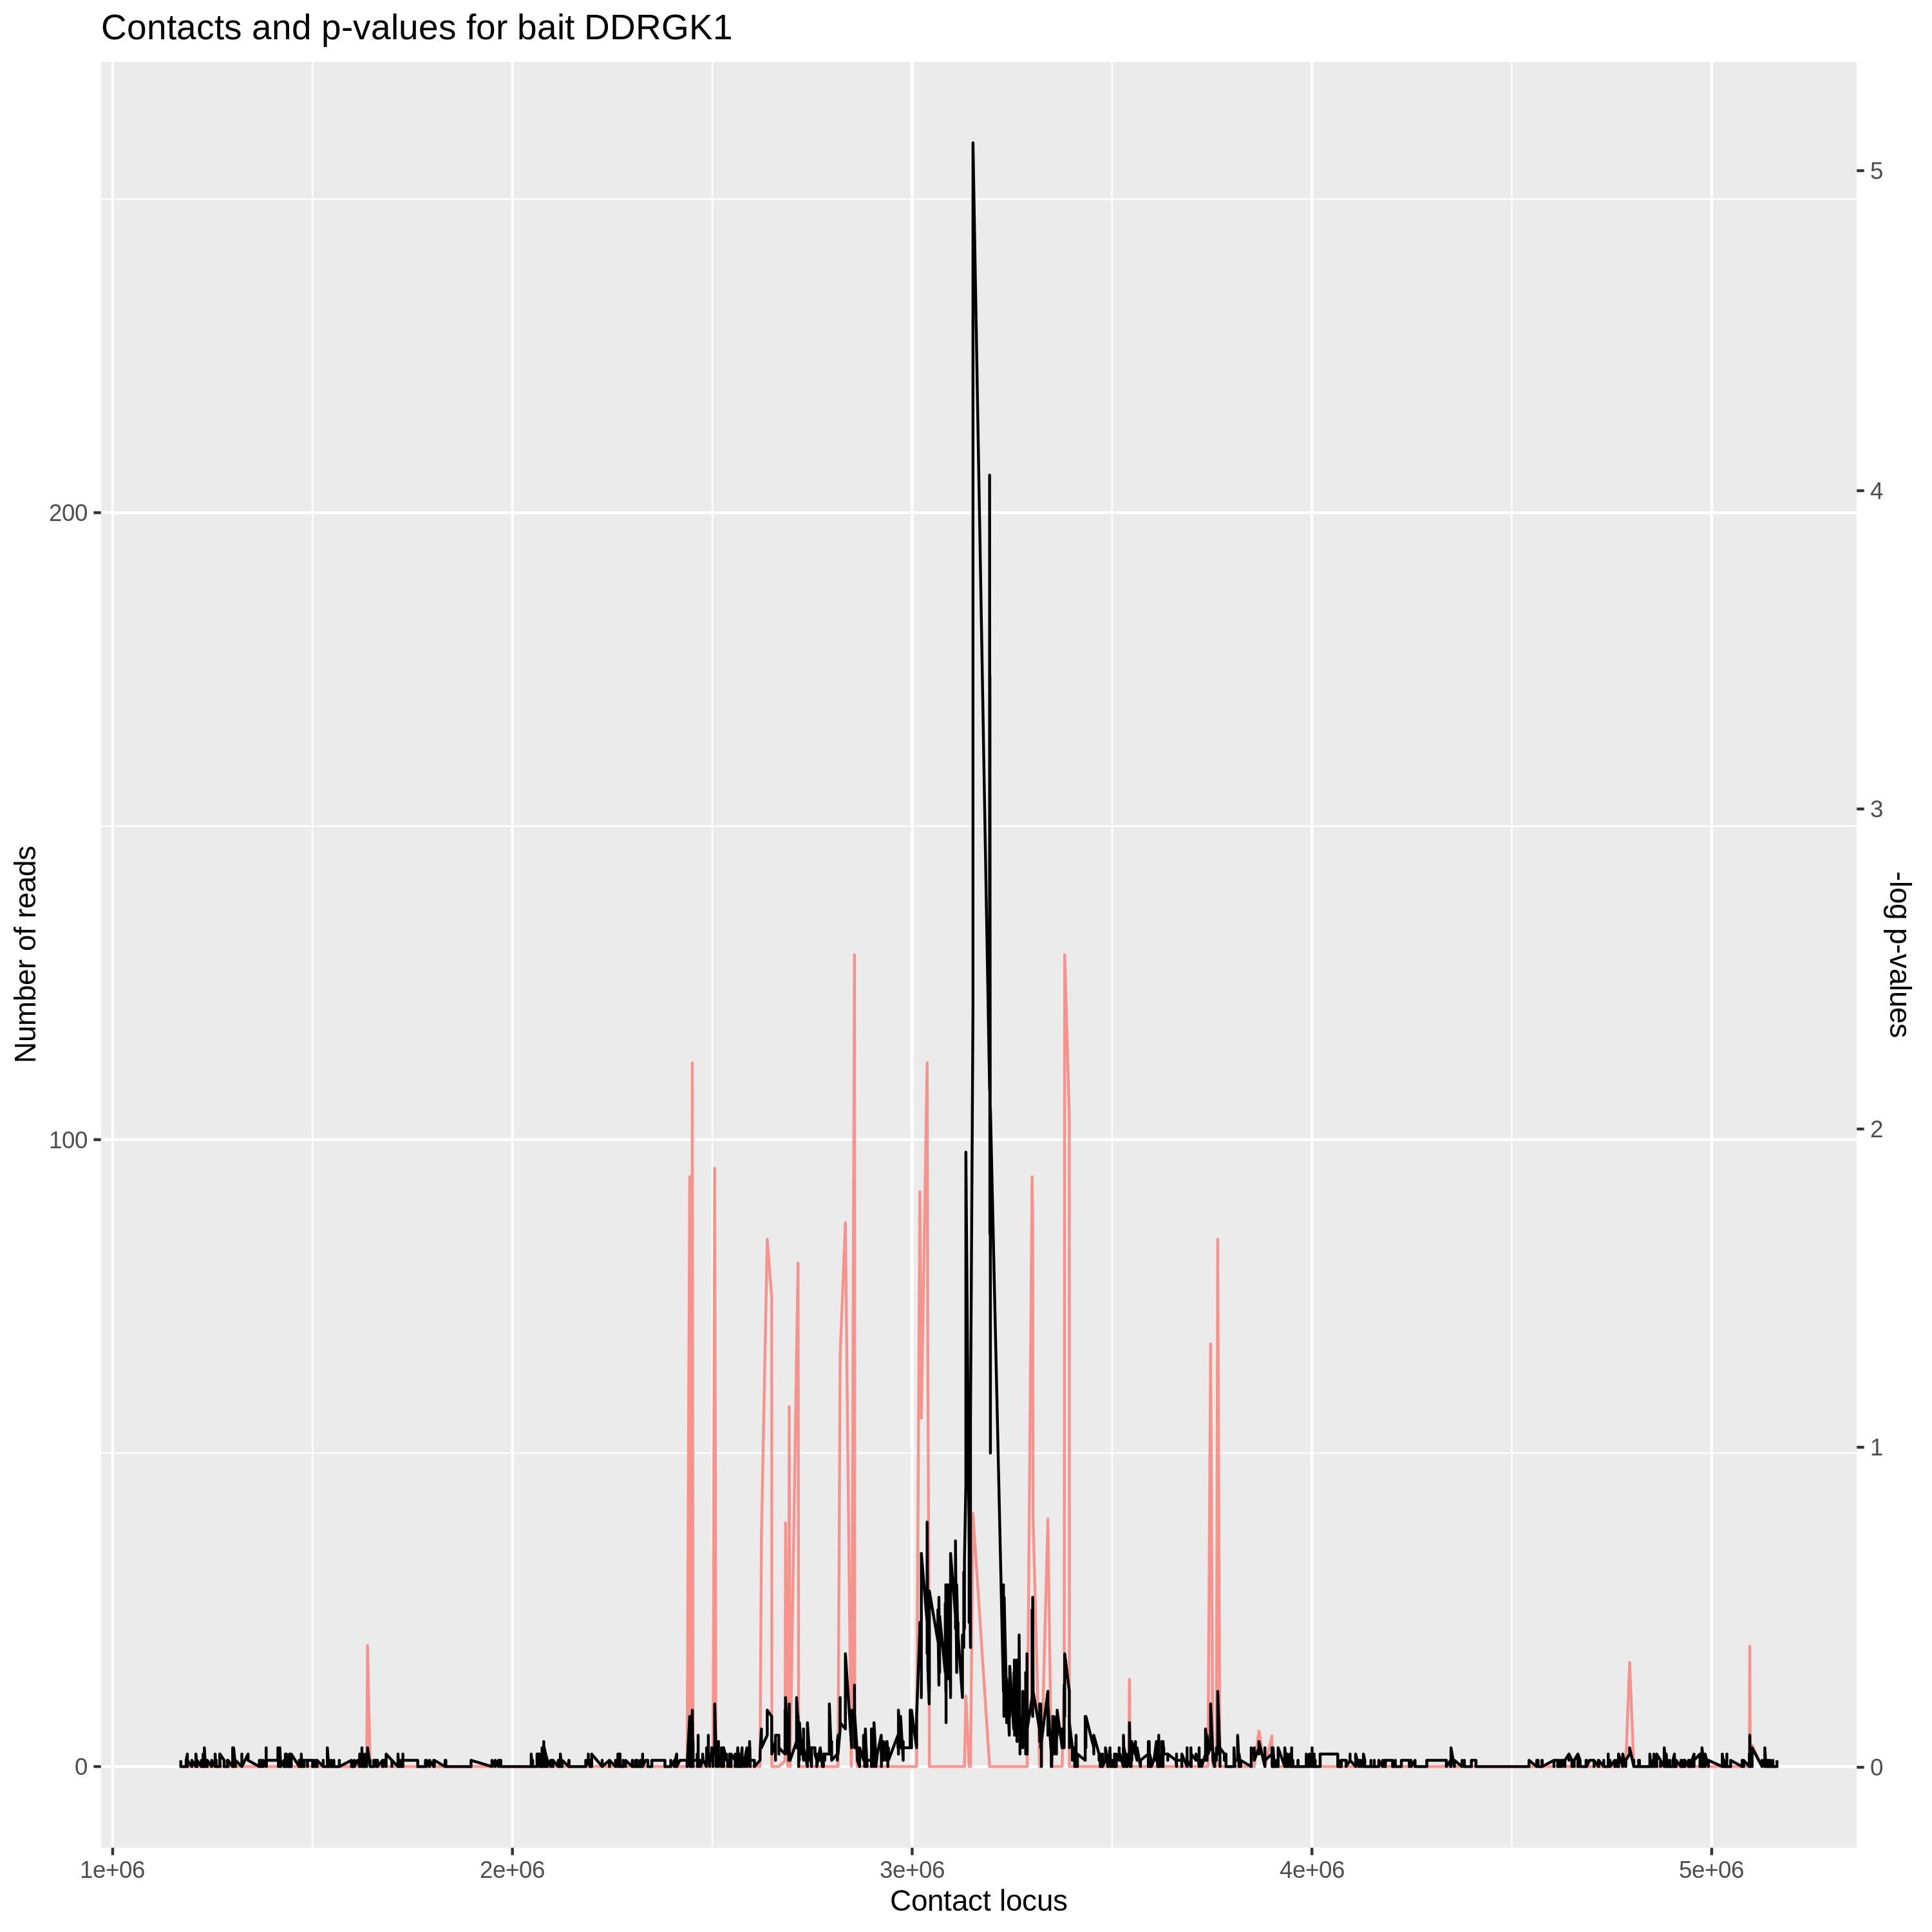 Contacts and p-values for bait DDRGK1
Number of reads
200
100
0
5
4
3
2
1
0
-log p-values
1e+06
2e+06
3e+06
4e+06
5e+06
Contact locus